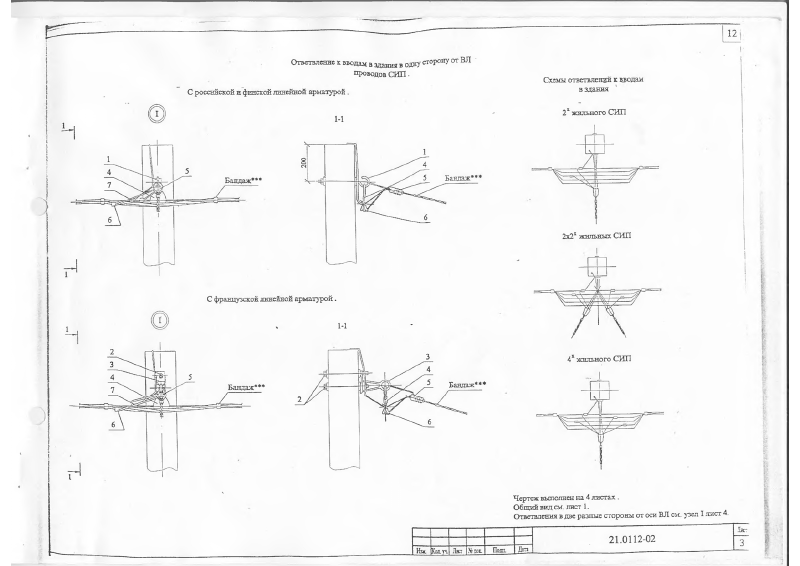 12
Ответвление к вводам в здания в одну сторону от ВЛ
проводов СИП .
С российской и финской линейной арматурой .
Схемы ответвлений к вводам
в здания
I
1-1
2х жильного СИП
1
1
4
7
5
Бандаж***
6
200
1
4
5
Бандаж***
6
1
2х2х жильных СИП
С французской линейной арматурой .
I
1-1
1
2
3
4
7
5
Бандаж***
6
3
4
5
Бандаж***
2
6
1
4х жильного СИП
Чертеж выполнен на 4 листах .
Общий вид см. лист 1.
Ответвления в две разные стороны от оси ВЛ см. узел 1 лист 4.
21.0112-02
Лист
3
Изм. Кол.уч. Лист № док. Подп. Дата